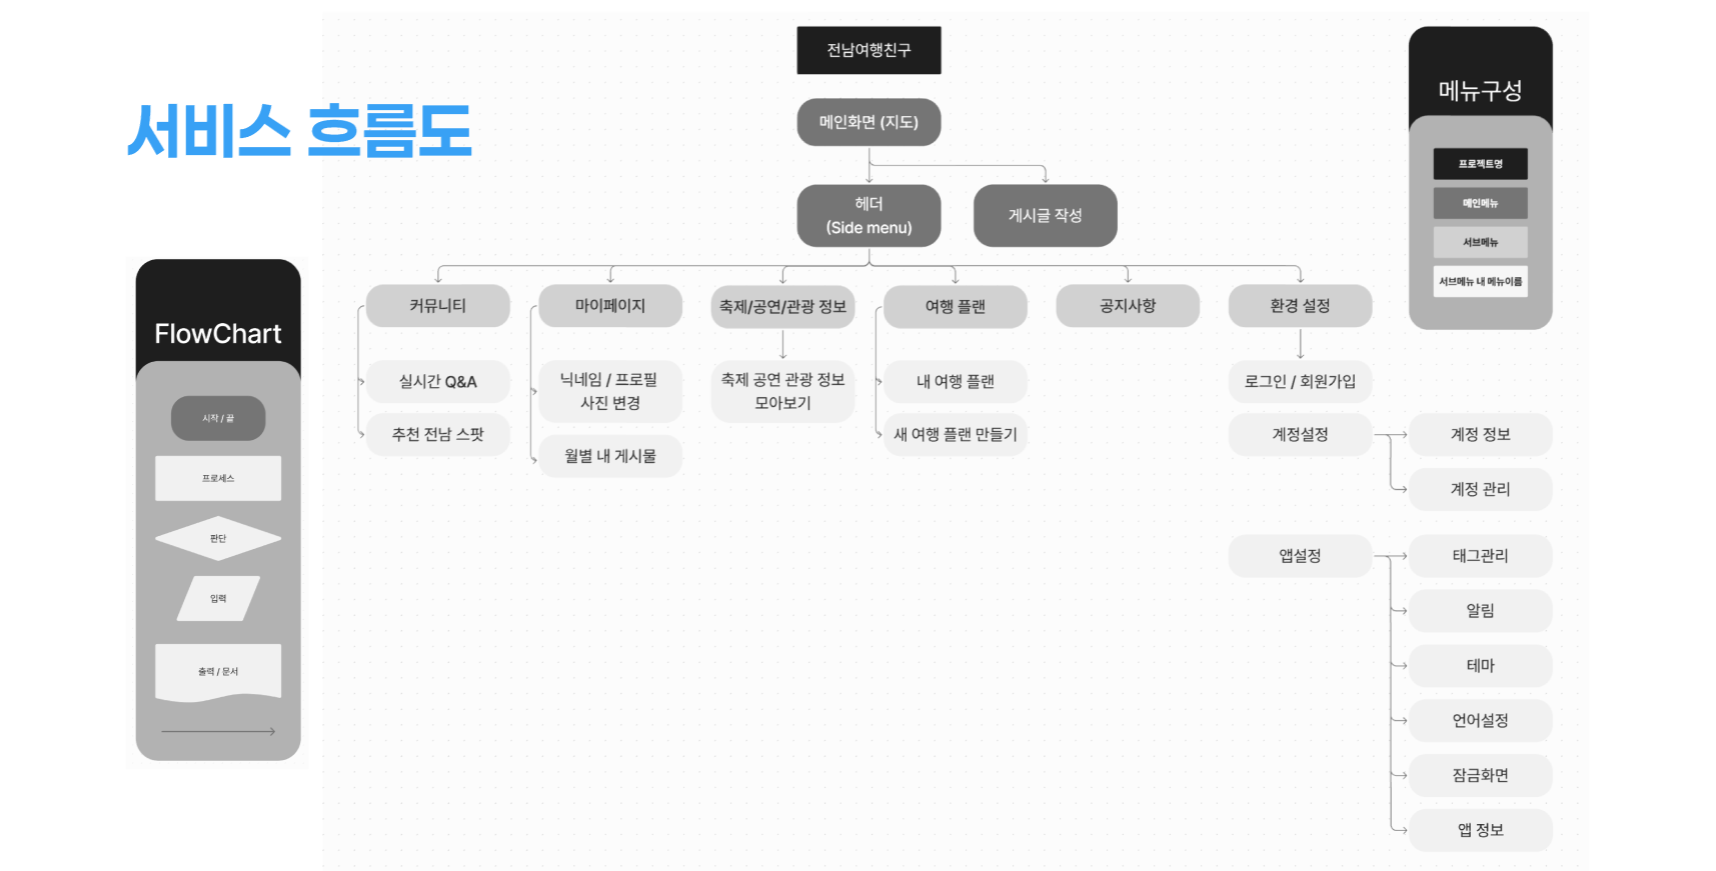 서비스 흐름도
FlowChart
시작 / 끝
프로세스
판단
입력
출력 / 문서
전남여행친구
메인화면 (지도)
헤더
(Side menu)
게시글 작성
커뮤니티
실시간 Q&A
추천 전남 스팟
마이페이지
닉네임 / 프로필
사진 변경
월별 내 게시물
축제/공연/관광 정보
축제 공연 관광 정보
모아보기
여행 플랜
내 여행 플랜
새 여행 플랜 만들기
공지사항
환경 설정
로그인 / 회원가입
계정설정
계정 정보
계정 관리
앱설정
태그관리
알림
테마
언어설정
잠금화면
앱 정보
메뉴구성
프로젝트명
메인메뉴
서브메뉴
서브메뉴 내 메뉴이름